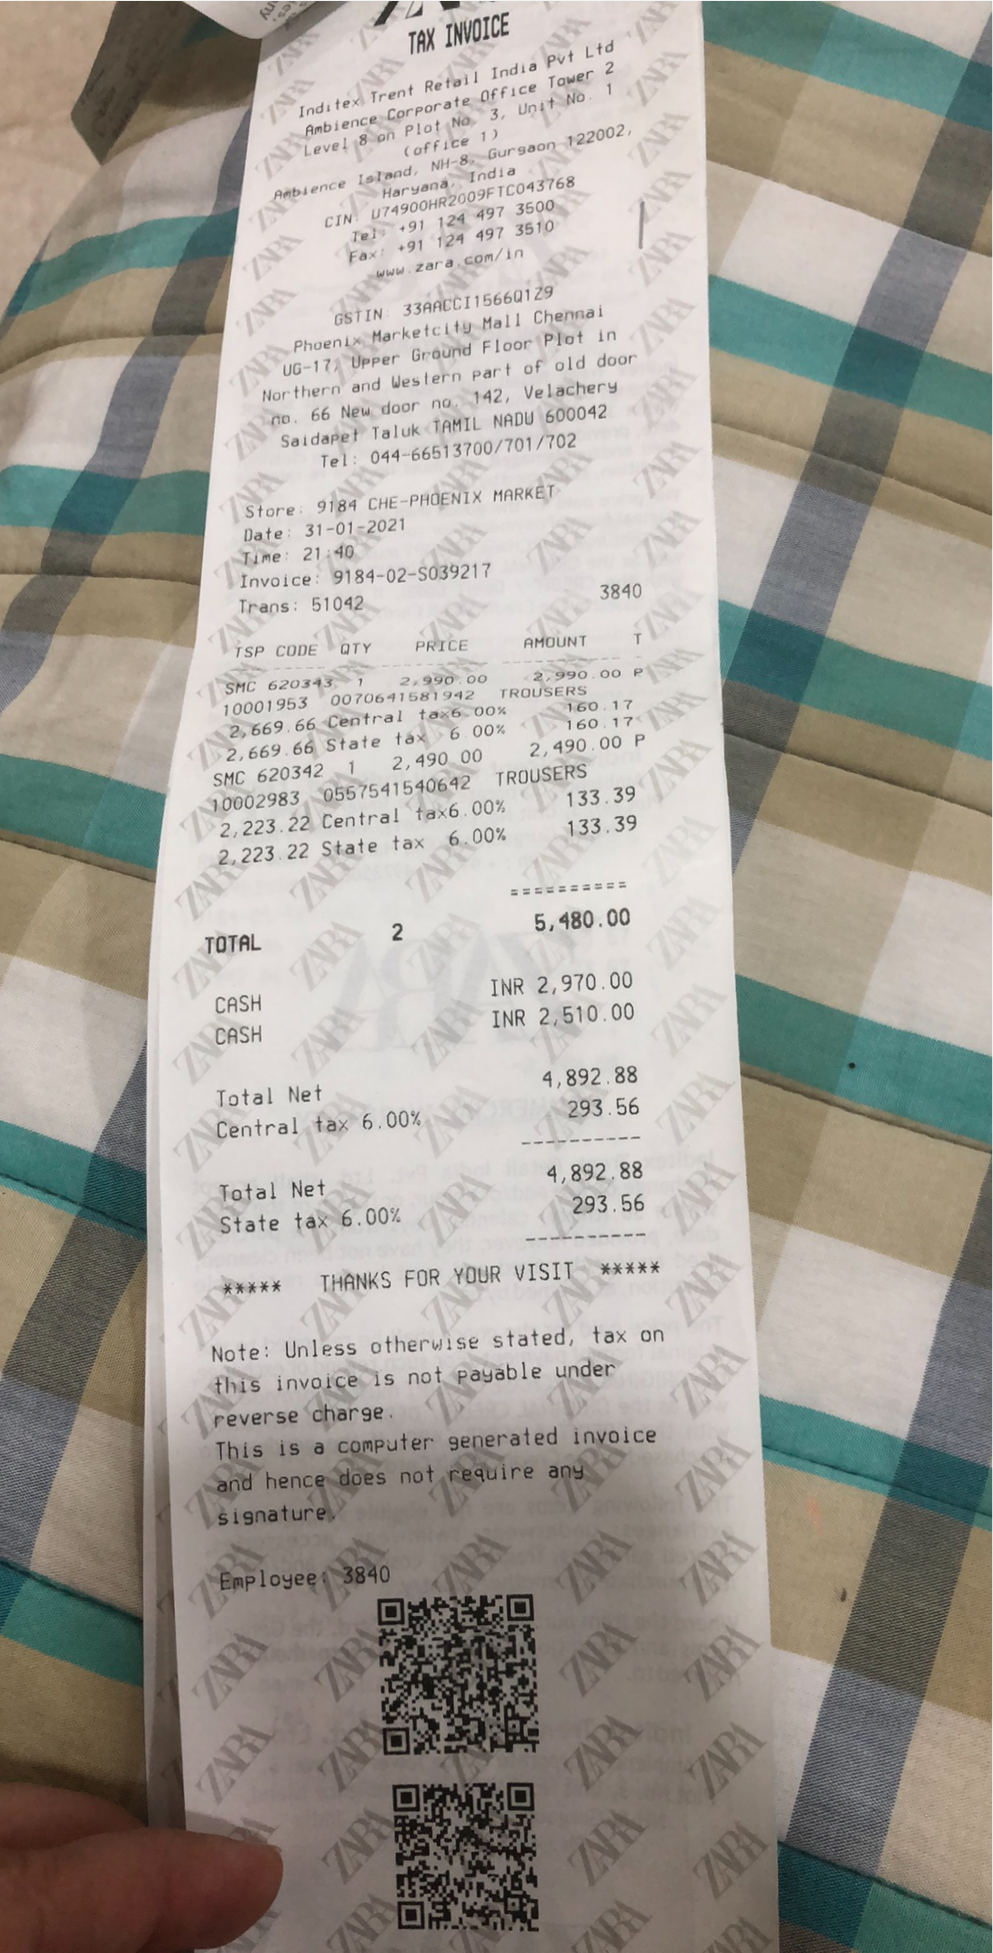 TAX INVOICE
Inditex Trent Retail India Pvt Ltd
Ambience Corporate Office Tower 2
Level 8 on Plot No. 3, Unit No. 1
(office 1)
Ambience Island, NH-8, Gurgaon 122002,
Haryana, India
CIN: U74900HR2009FTC043768
Tel: +91 124 497 3500
Fax: +91 124 497 3510
www.zara.com/in
GSTIN: 33AACCI1566Q1Z9
Phoenix Marketcity Mall Chennai
UG-17, Upper Ground Floor Plot in
Northern and Western part of old door
no. 66 New door no. 142, Velachery
Saidapet Taluk TAMIL NADU 600042
Tel: 044-66513700/701/702
Store: 9184 CHE-PHOENIX MARKET
Date: 31-01-2021
Time: 21:40
Invoice: 9184-02-S039217
Trans: 51042 3840
TSP CODE QTY PRICE AMOUNT T
SMC 620343 1 2,990.00 2,990.00 P
10001953 0070641581942 TROUSERS
2,669.66 Central tax6.00% 160.17
2,669.66 State tax 6.00% 160.17
SMC 620342 1 2,490.00 2,490.00 P
10002983 0557541540642 TROUSERS
2,223.22 Central tax6.00% 133.39
2,223.22 State tax 6.00% 133.39
==========
TOTAL 2 5,480.00
CASH INR 2,970.00
CASH INR 2,510.00
Total Net 4,892.88
Central tax 6.00% 293.56
----------
Total Net 4,892.88
State tax 6.00% 293.56
----------
***** THANKS FOR YOUR VISIT *****
Note: Unless otherwise stated, tax on
this invoice is not payable under
reverse charge.
This is a computer generated invoice
and hence does not require any
signature.
Employee: 3840